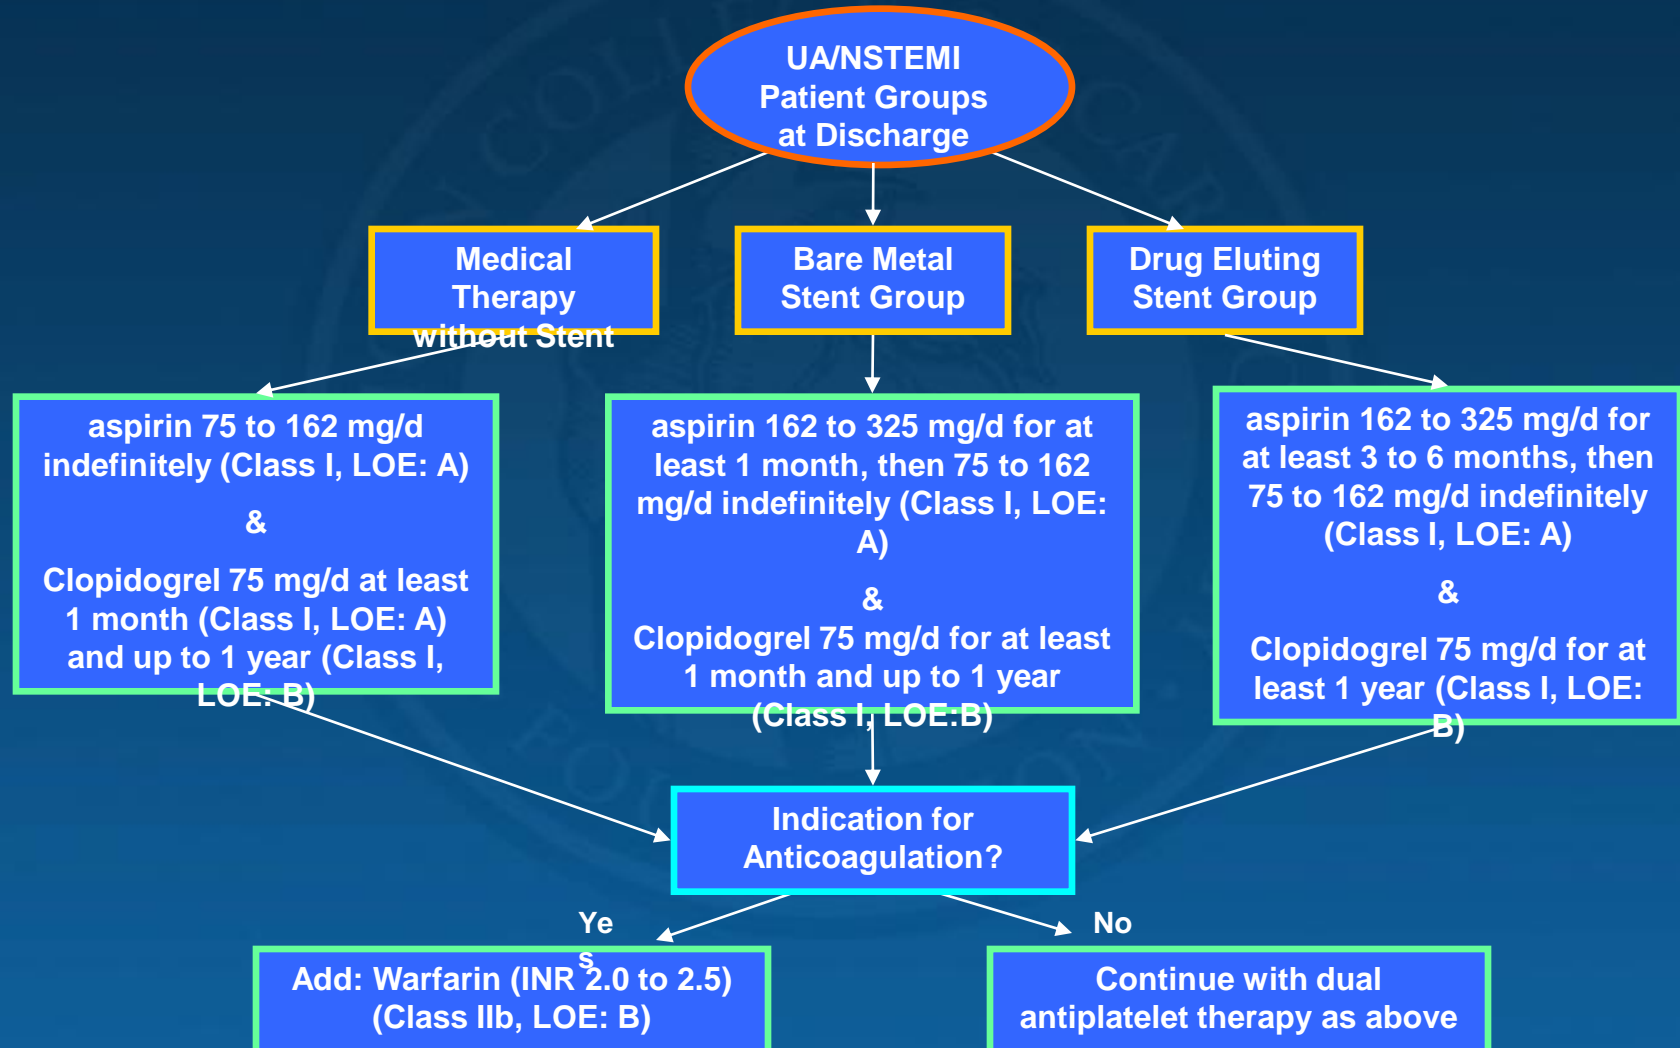 UA/NSTEMI
Patient Groups
at Discharge
Medical
Therapy
without Stent
Bare Metal
Stent Group
Drug Eluting
Stent Group
aspirin 75 to 162 mg/d
indefinitely (Class I, LOE: A)
&
Clopidogrel 75 mg/d at least
1 month (Class I, LOE: A)
and up to 1 year (Class I,
LOE: B)
aspirin 162 to 325 mg/d for at
least 1 month, then 75 to 162
mg/d indefinitely (Class I, LOE:
A)
&
Clopidogrel 75 mg/d for at least
1 month and up to 1 year
(Class I, LOE:B)
aspirin 162 to 325 mg/d for
at least 3 to 6 months, then
75 to 162 mg/d indefinitely
(Class I, LOE: A)
&
Clopidogrel 75 mg/d for at
least 1 year (Class I, LOE:
B)
Indication for
Anticoagulation?
Ye
s
No
Add: Warfarin (INR 2.0 to 2.5)
(Class IIb, LOE: B)
Continue with dual
antiplatelet therapy as above